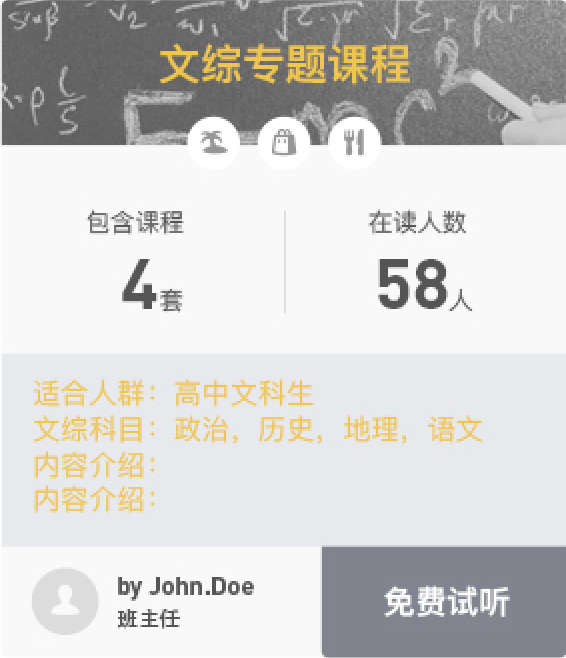 文综专题课程
包含课程
4套
在读人数
58人
适合人群：高中文科生
文综科目：政治，历史，地理，语文
内容介绍：
内容介绍：
by John.Doe
班主任
免费试听